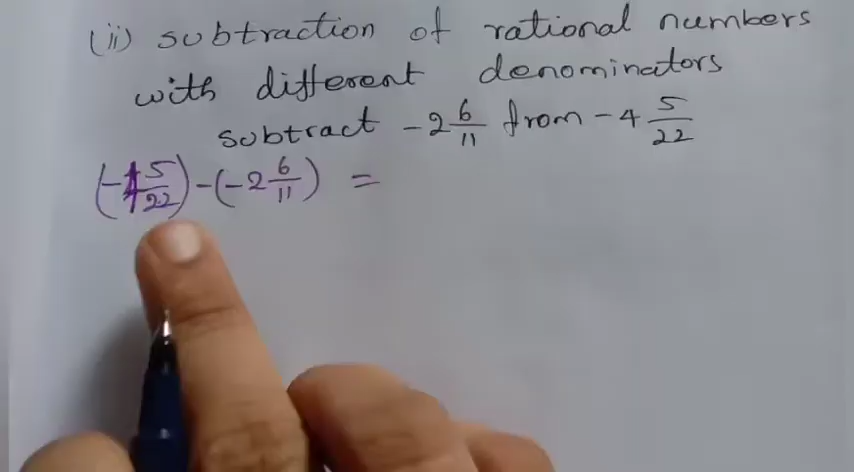 (ii) subtraction of rational numbers
with different denominators
subtract -2 6/11 from -4 5/22
(-4 5/22) - (-2 6/11) =